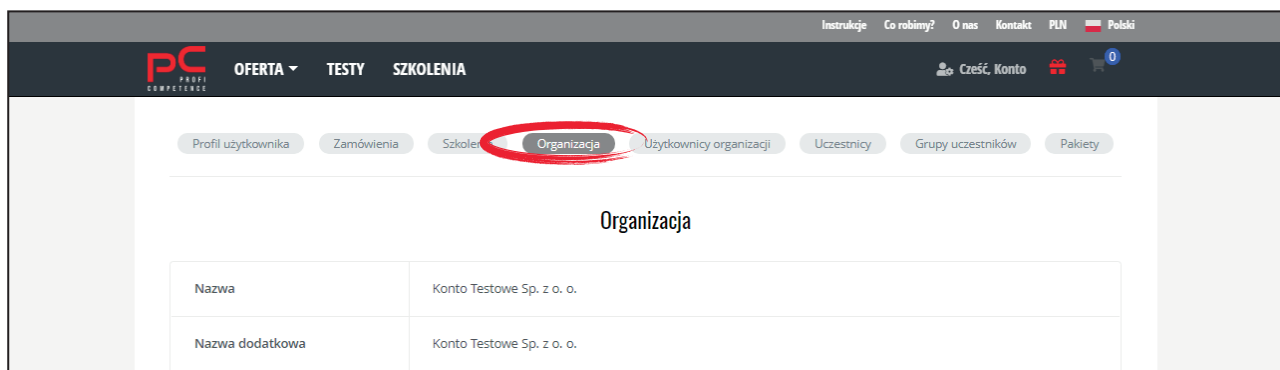 Instrukcje Co robimy? O nas Kontakt PLN Polski
PC PROFI COMPETENCE OFERTA TESTY SZKOLENIA Cześć, Konto 0
Profil użytkownika Zamówienia Organizacja Użytkownicy organizacji Uczestnicy Grupy uczestników Pakiety
Organizacja
Nazwa Konto Testowe Sp. z o. o.
Nazwa dodatkowa Konto Testowe Sp. z o. o.